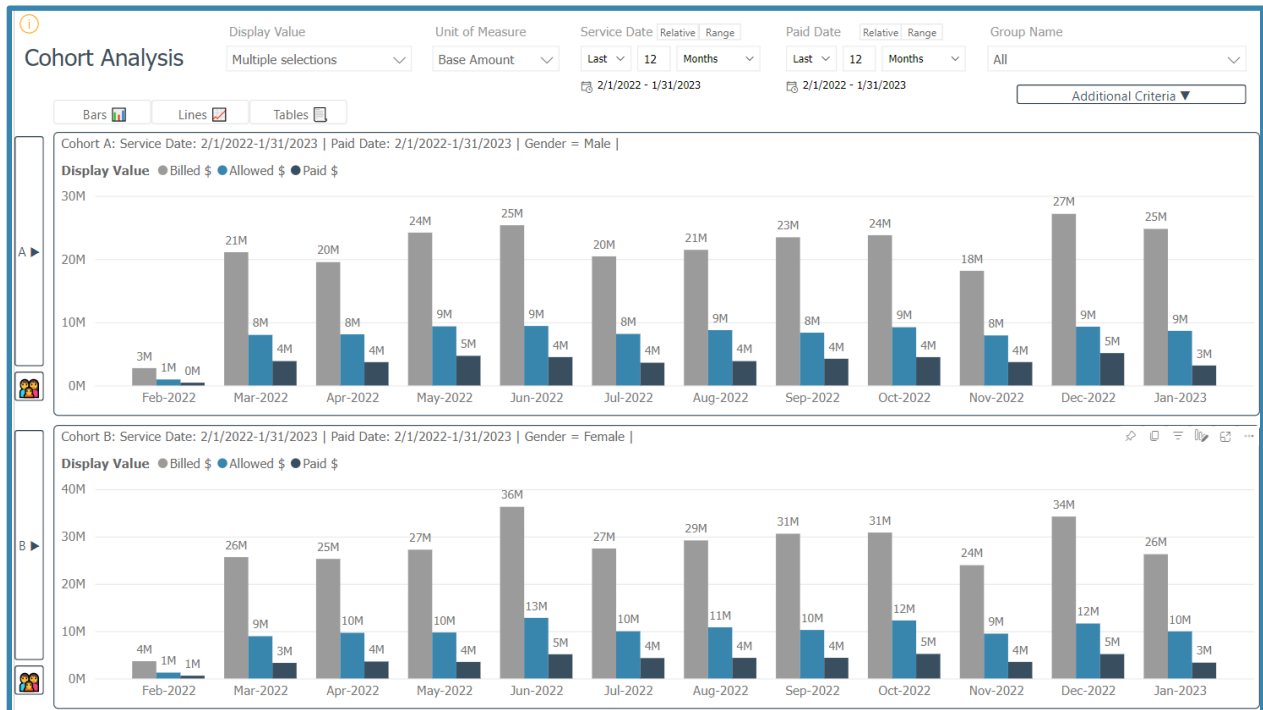 Cohort Analysis
Display Value
Multiple selections
Unit of Measure
Base Amount
Service Date Relative Range
Last 12 Months
2/1/2022 - 1/31/2023
Paid Date Relative Range
Last 12 Months
2/1/2022 - 1/31/2023
Group Name
All
Additional Criteria ▼
Bars Lines Tables
A ▶
Cohort A: Service Date: 2/1/2022-1/31/2023 | Paid Date: 2/1/2022-1/31/2023 | Gender = Male |
Display Value Billed $ Allowed $ Paid $
30M
20M
10M
0M
3M 1M 0M
21M 8M 4M
20M 8M 4M
24M 9M 5M
25M 9M 4M
20M 8M 4M
21M 9M 4M
23M 8M 4M
24M 9M 4M
18M 8M 4M
27M 9M 5M
25M 9M 3M
Feb-2022 Mar-2022 Apr-2022 May-2022 Jun-2022 Jul-2022 Aug-2022 Sep-2022 Oct-2022 Nov-2022 Dec-2022 Jan-2023
B ▶
Cohort B: Service Date: 2/1/2022-1/31/2023 | Paid Date: 2/1/2022-1/31/2023 | Gender = Female |
Display Value Billed $ Allowed $ Paid $
40M
30M
20M
10M
0M
4M 1M 1M
26M 9M 3M
25M 10M 4M
27M 10M 4M
36M 13M 5M
27M 10M 4M
29M 11M 4M
31M 10M 4M
31M 12M 5M
24M 9M 4M
34M 12M 5M
26M 10M 3M
Feb-2022 Mar-2022 Apr-2022 May-2022 Jun-2022 Jul-2022 Aug-2022 Sep-2022 Oct-2022 Nov-2022 Dec-2022 Jan-2023